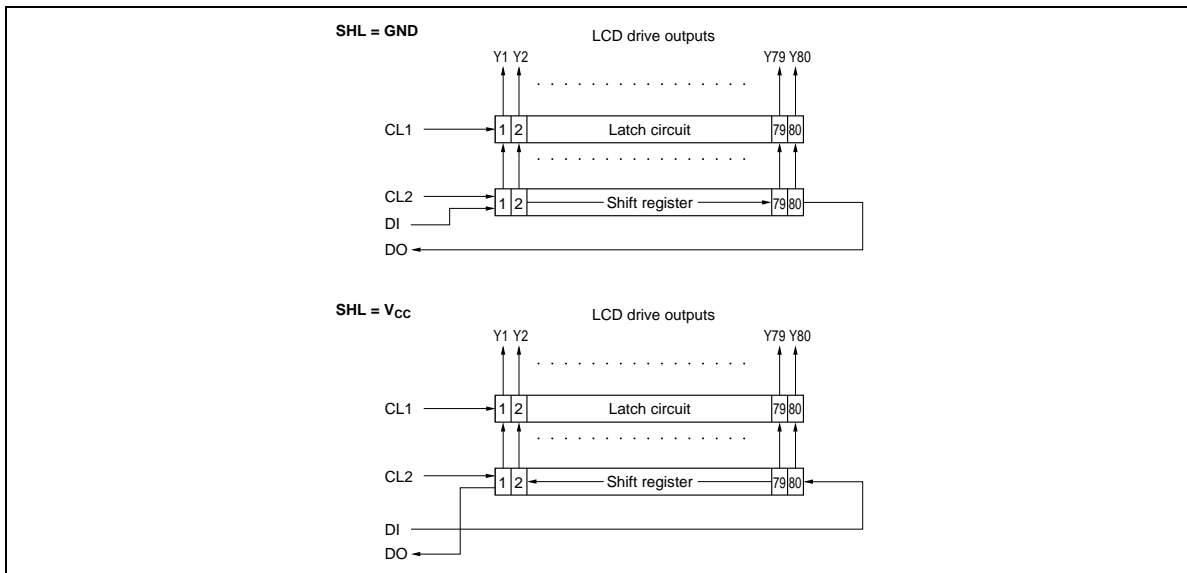 SHL = GND
LCD drive outputs
Y1 Y2 Y79 Y80
CL1 1 2 Latch circuit 79 80
CL2 1 2 Shift register 79 80
DI
DO
SHL = VCC
LCD drive outputs
Y1 Y2 Y79 Y80
CL1 1 2 Latch circuit 79 80
CL2 1 2 Shift register 79 80
DI
DO